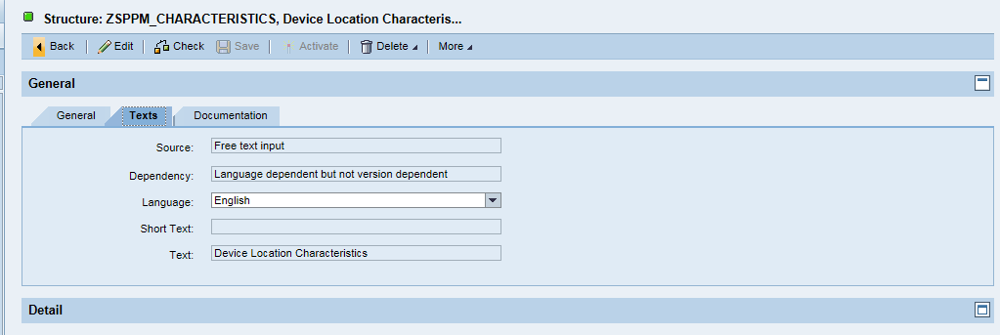 Structure: ZSPPM_CHARACTERISTICS, Device Location Characteris...
Back Edit Check Save Activate Delete More
General
General Texts Documentation
Source: Free text input
Dependency: Language dependent but not version dependent
Language: English
Short Text:
Text: Device Location Characteristics
Detail